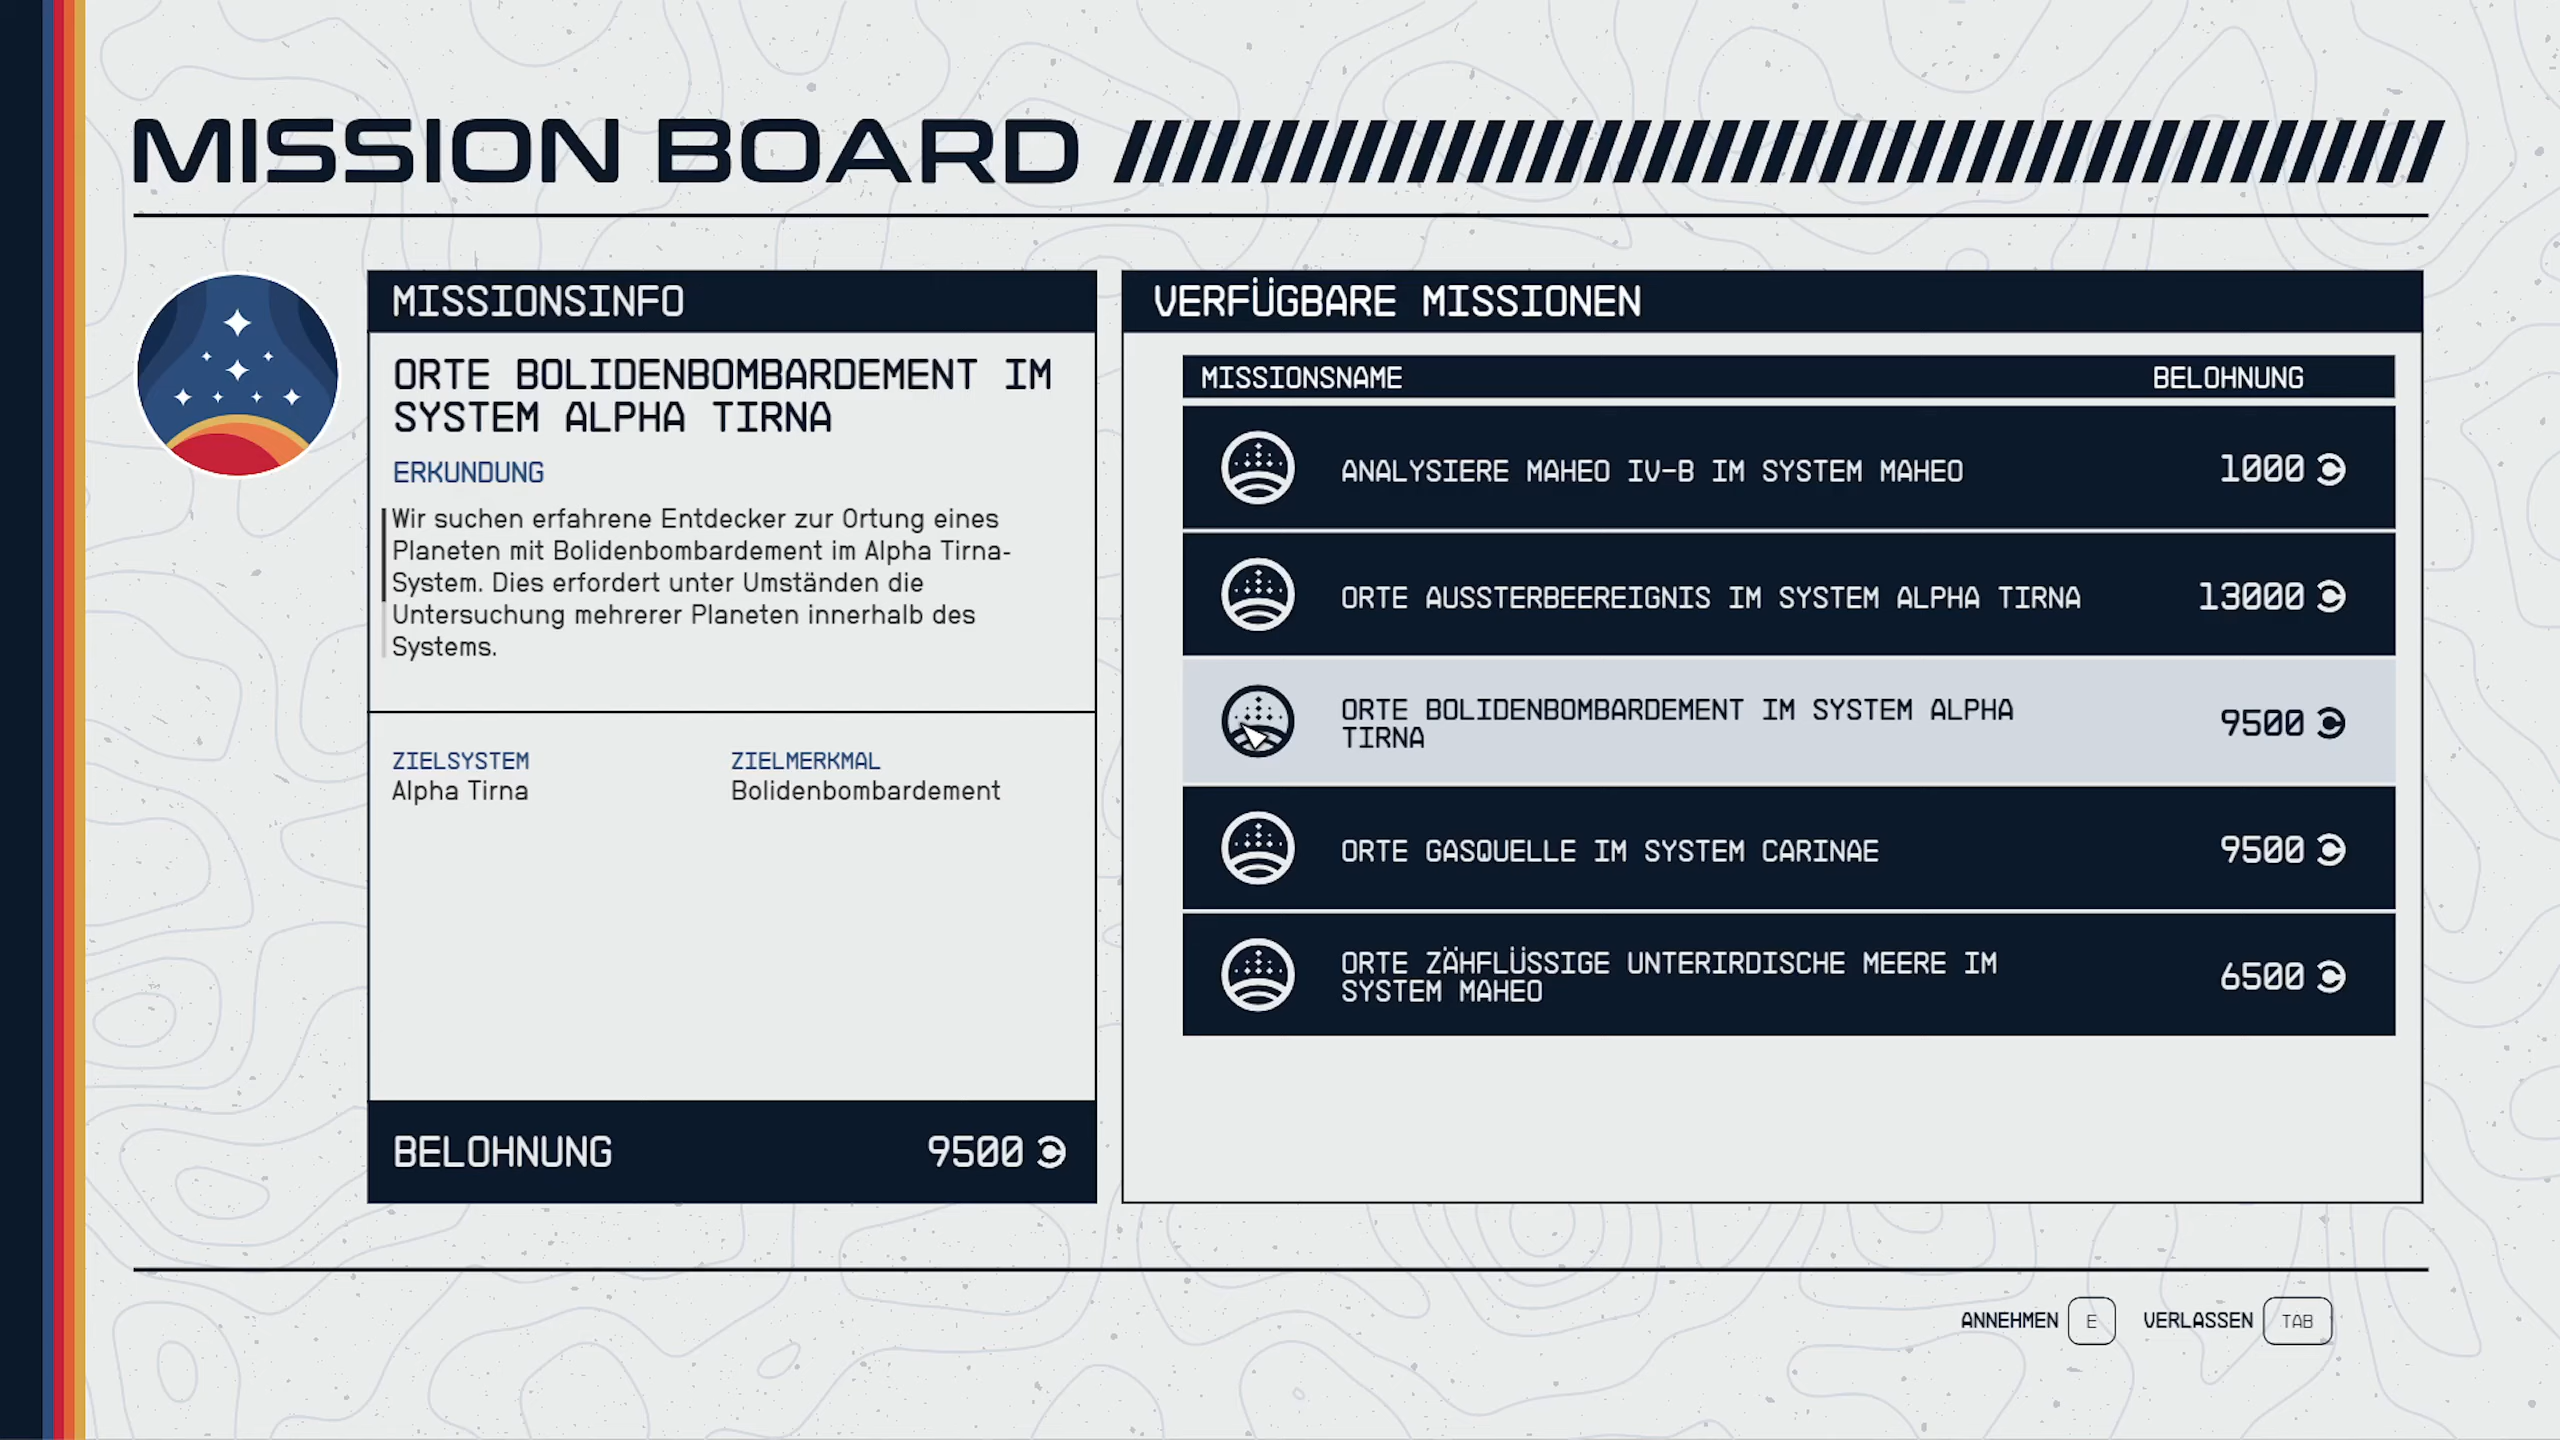 MISSION BOARD
MISSIONSINFO
ORTE BOLIDENBOMBARDEMENT IM
SYSTEM ALPHA TIRNA
ERKUNDUNG
Wir suchen erfahrene Entdecker zur Ortung eines
Planeten mit Bolidenbombardement im Alpha Tirna-
System. Dies erfordert unter Umständen die
Untersuchung mehrerer Planeten innerhalb des
Systems.
ZIELSYSTEM
Alpha Tirna
ZIELMERKMAL
Bolidenbombardement
BELOHNUNG 9500
VERFÜGBARE MISSIONEN
MISSIONSNAME BELOHNUNG
ANALYSIERE MAHEO IV-B IM SYSTEM MAHEO 1000
ORTE AUSSTERBEEREIGNIS IM SYSTEM ALPHA TIRNA 13000
ORTE BOLIDENBOMBARDEMENT IM SYSTEM ALPHA
TIRNA 9500
ORTE GASQUELLE IM SYSTEM CARINAE 9500
ORTE ZÄHFLÜSSIGE UNTERIRDISCHE MEERE IM
SYSTEM MAHEO 6500
ANNEHMEN E VERLASSEN TAB